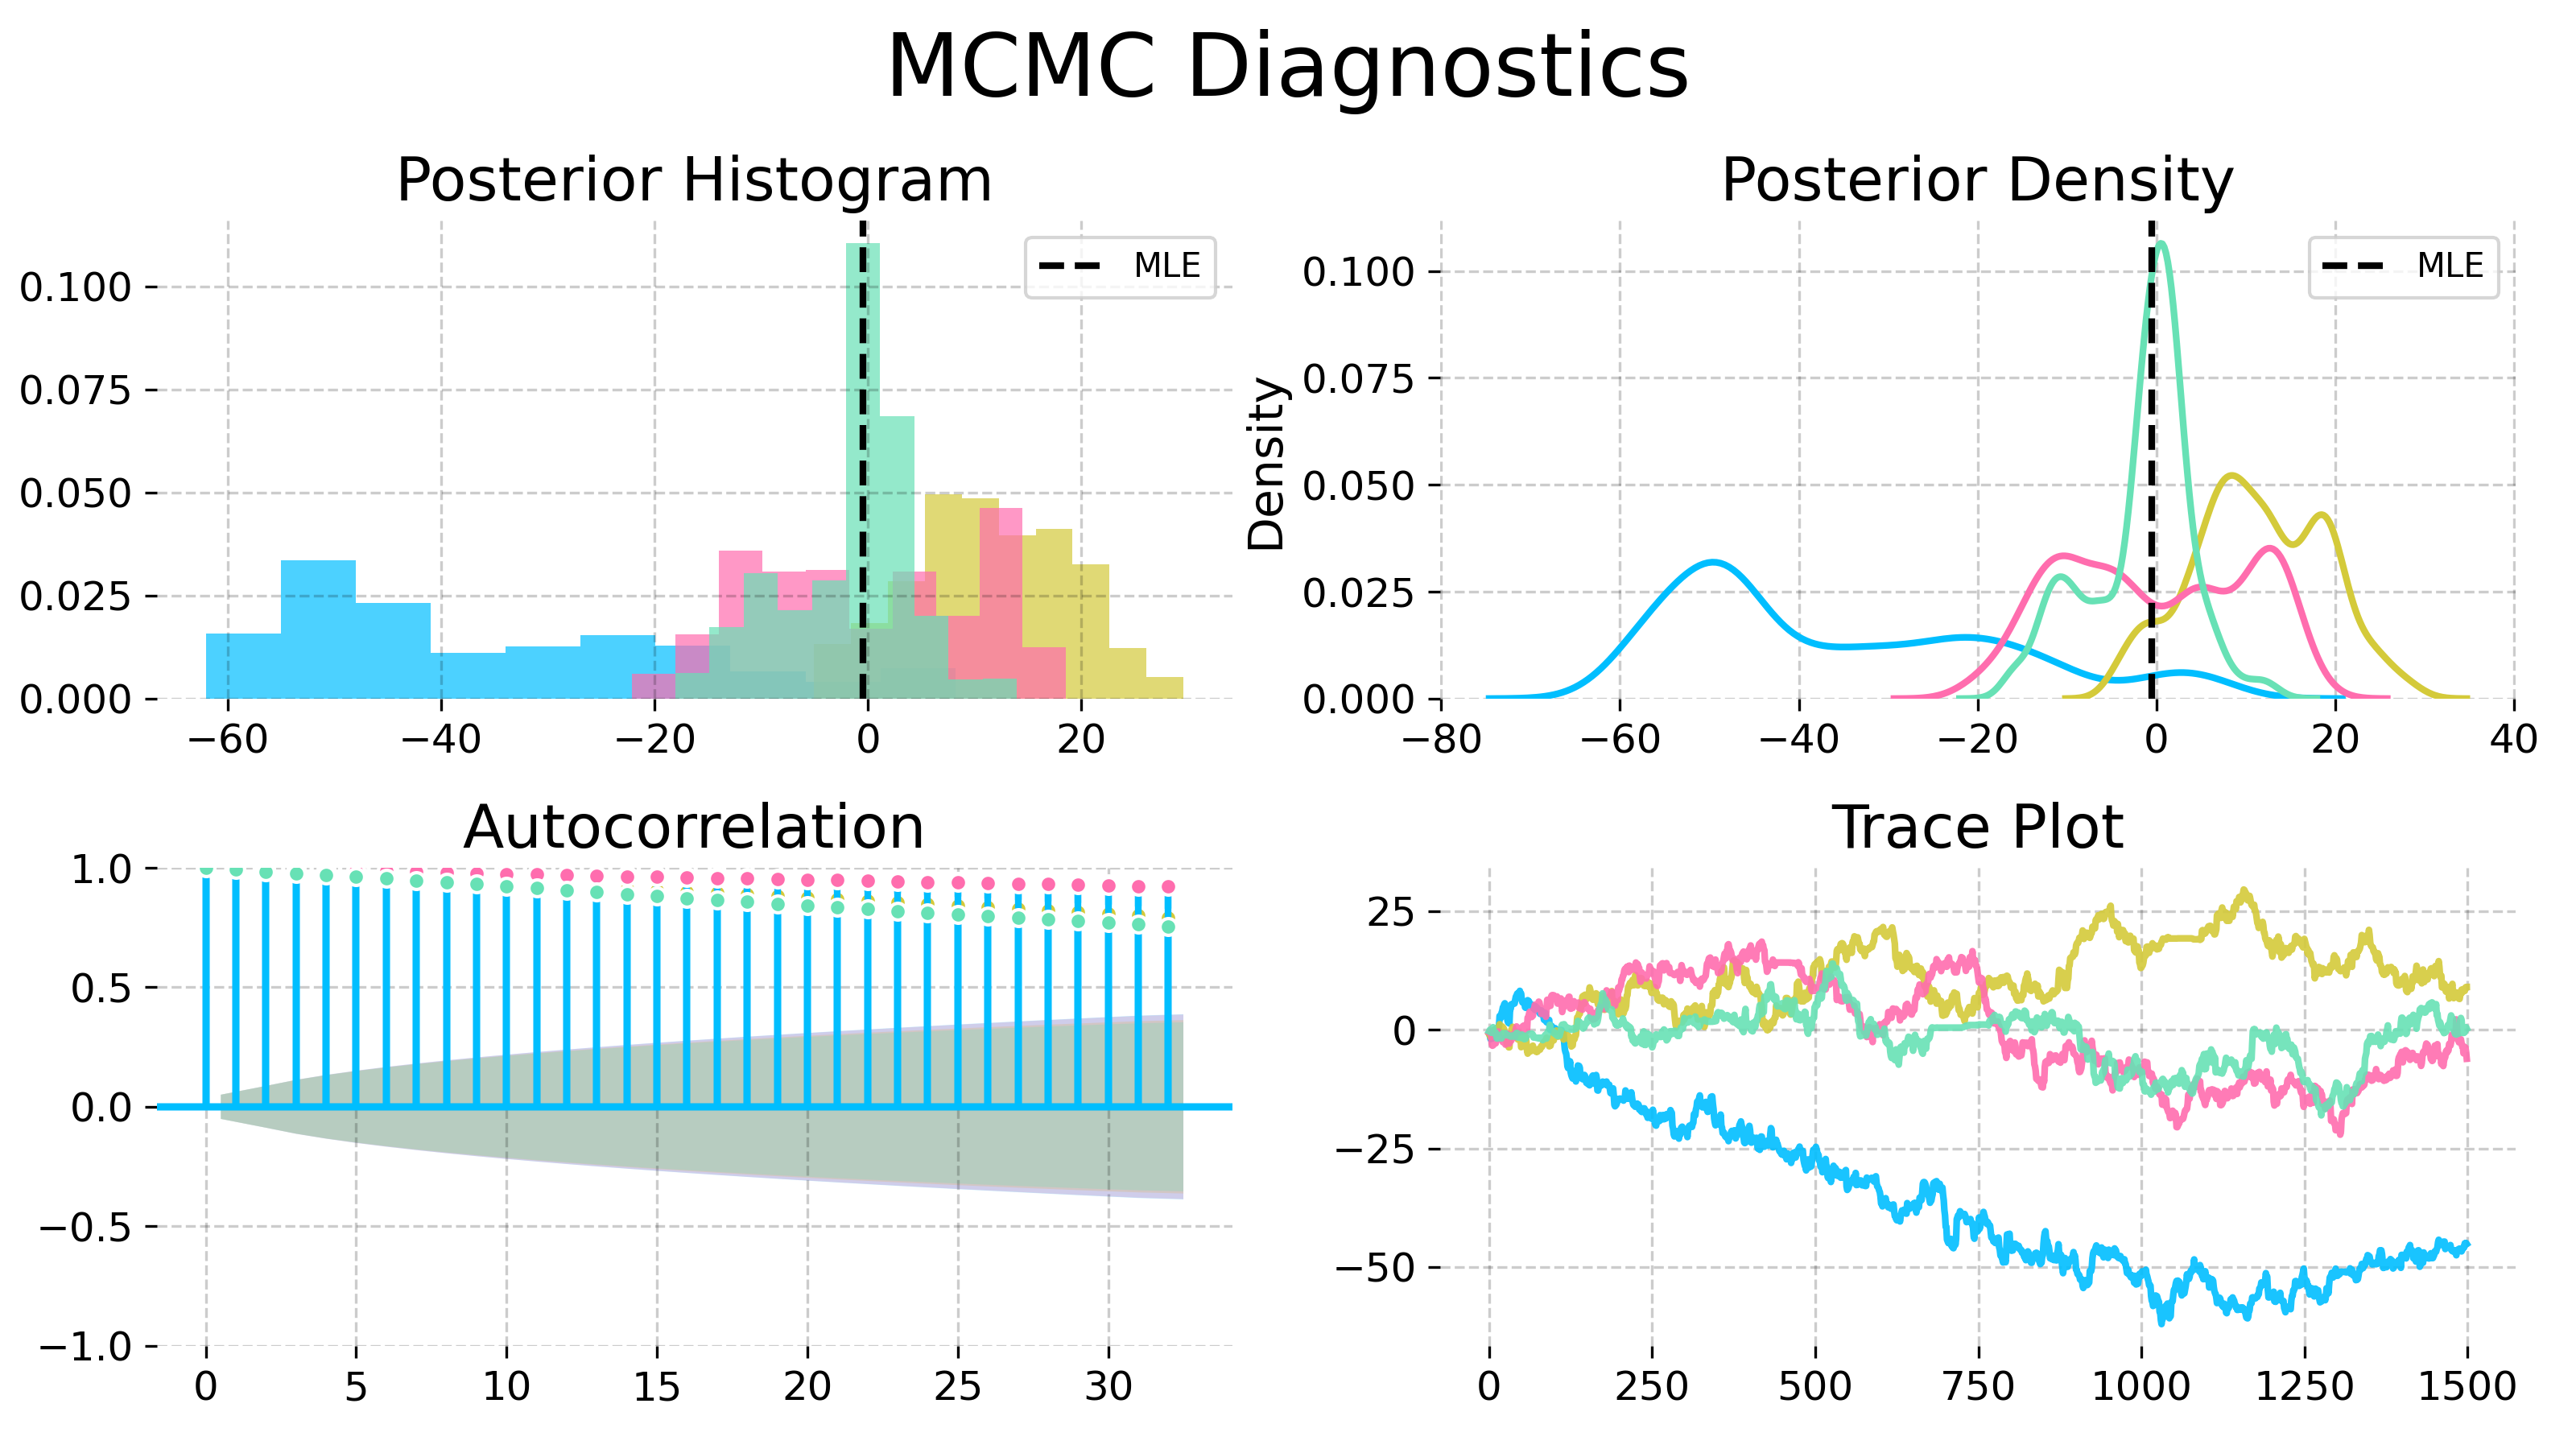 MCMC Diagnostics
Posterior Histogram
MLE
0.100
0.075
0.050
0.025
0.000
−60 −40 −20 0 20
Posterior Density
MLE
Density
0.100
0.075
0.050
0.025
0.000
−80 −60 −40 −20 0 20 40
Autocorrelation
1.0
0.5
0.0
−0.5
−1.0
0 5 10 15 20 25 30
Trace Plot
25
0
−25
−50
0 250 500 750 1000 1250 1500